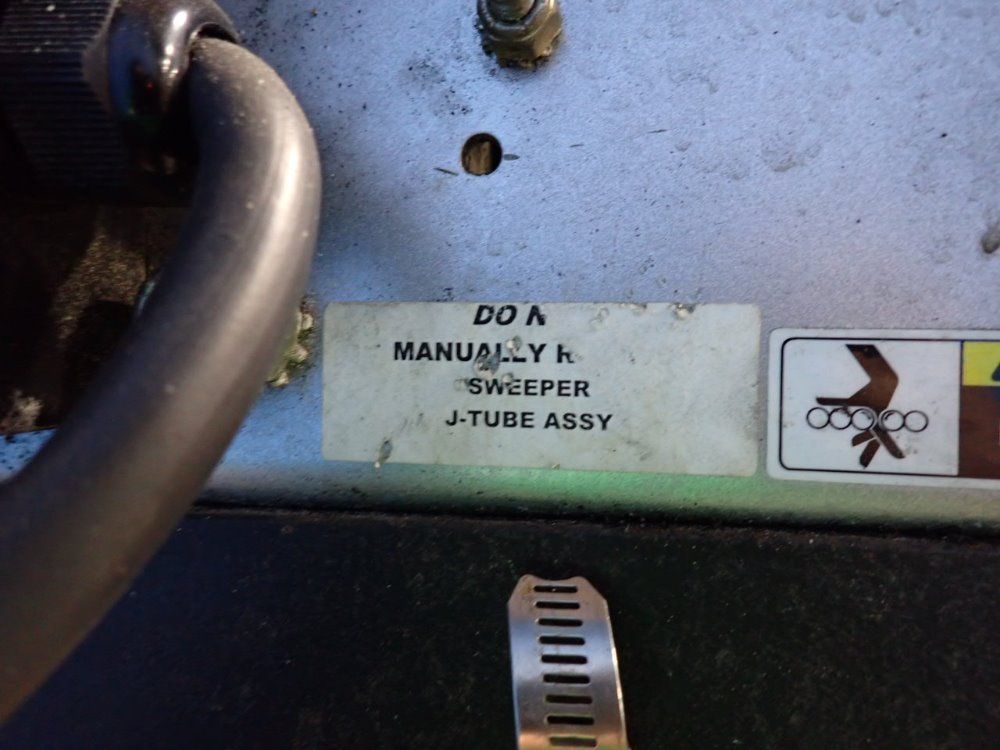 DO N
MANUALLY R
SWEEPER
J-TUBE ASSY